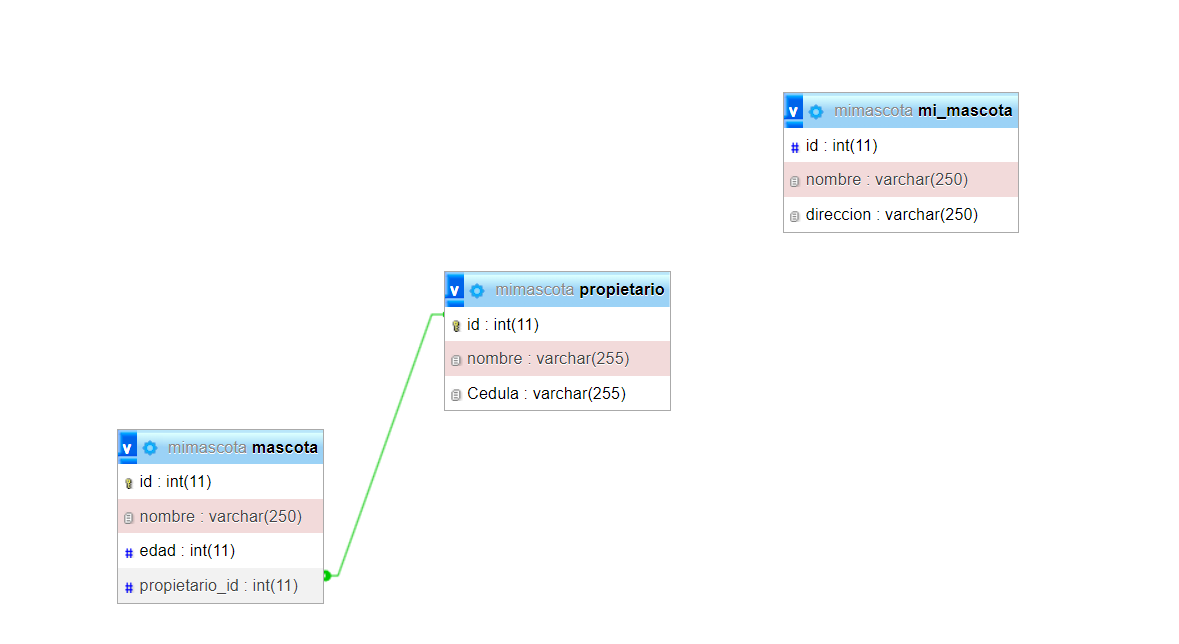 v mimascota mi_mascota
# id : int(11)
nombre : varchar(250)
direccion : varchar(250)
v mimascota propietario
id : int(11)
nombre : varchar(255)
Cedula : varchar(255)
v mimascota mascota
id : int(11)
nombre : varchar(250)
# edad : int(11)
# propietario_id : int(11)